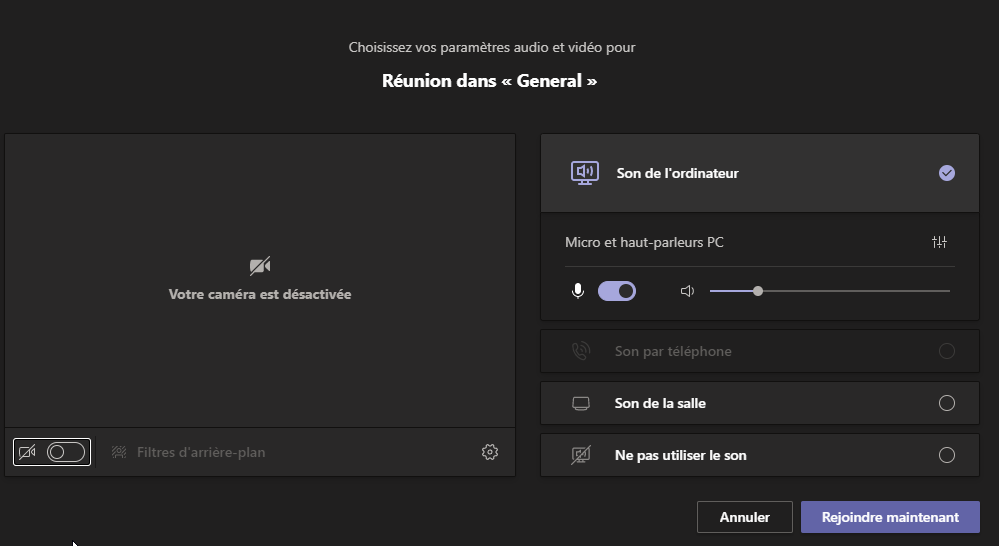 Choisissez vos paramètres audio et vidéo pour
Réunion dans « General »
Votre caméra est désactivée
Filtres d'arrière-plan
Son de l'ordinateur
Micro et haut-parleurs PC
Son par téléphone
Son de la salle
Ne pas utiliser le son
Annuler
Rejoindre maintenant